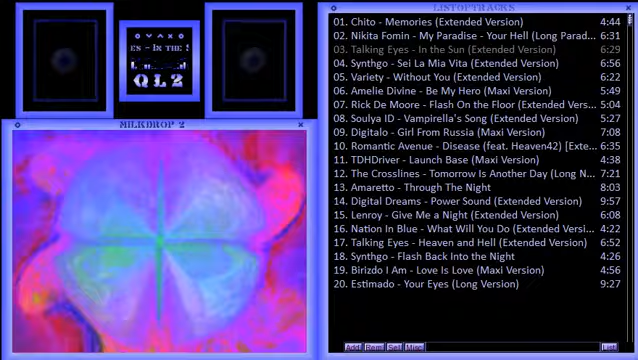 ES - IN THE S
QL2
MILKDROP 2
LISTOFTRACKS
01. Chito - Memories (Extended Version) 4:44
02. Nikita Fomin - My Paradise - Your Hell (Long Parad... 6:31
03. Talking Eyes - In the Sun (Extended Version) 6:29
04. Synthgo - Sei La Mia Vita (Extended Version) 6:56
05. Variety - Without You (Extended Version) 6:22
06. Amelie Divine - Be My Hero (Maxi Version) 5:49
07. Rick De Moore - Flash On the Floor (Extended Vers... 5:04
08. Soulya ID - Vampirella's Song (Extended Version) 5:27
09. Digitalo - Girl From Russia (Maxi Version) 7:08
10. Romantic Avenue - Disease (feat. Heaven42) [Exte... 6:35
11. TDHDriver - Launch Base (Maxi Version) 4:38
12. The Crosslines - Tomorrow Is Another Day (Long N... 7:21
13. Amaretto - Through The Night 8:03
14. Digital Dreams - Power Sound (Extended Version) 9:57
15. Lenroy - Give Me a Night (Extended Version) 6:08
16. Nation In Blue - What Will You Do (Extended Versi... 4:22
17. Talking Eyes - Heaven and Hell (Extended Version) 6:52
18. Synthgo - Flash Back Into the Night 4:26
19. Birizdo I Am - Love Is Love (Maxi Version) 4:56
20. Estimado - Your Eyes (Long Version) 9:27
Add Rem Sel Misc List